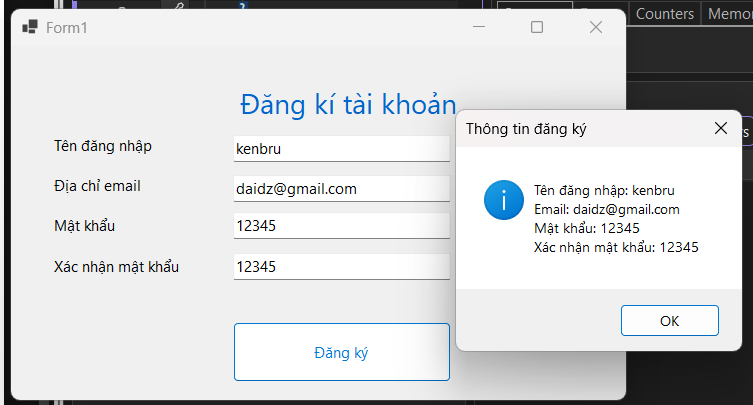 Counters
Memor
Form1
Đăng kí tài khoản
Tên đăng nhập
kenbru
Địa chỉ email
daidz@gmail.com
Mật khẩu
12345
Xác nhận mật khẩu
12345
Đăng ký
Thông tin đăng ký
Tên đăng nhập: kenbru
Email: daidz@gmail.com
Mật khẩu: 12345
Xác nhận mật khẩu: 12345
OK